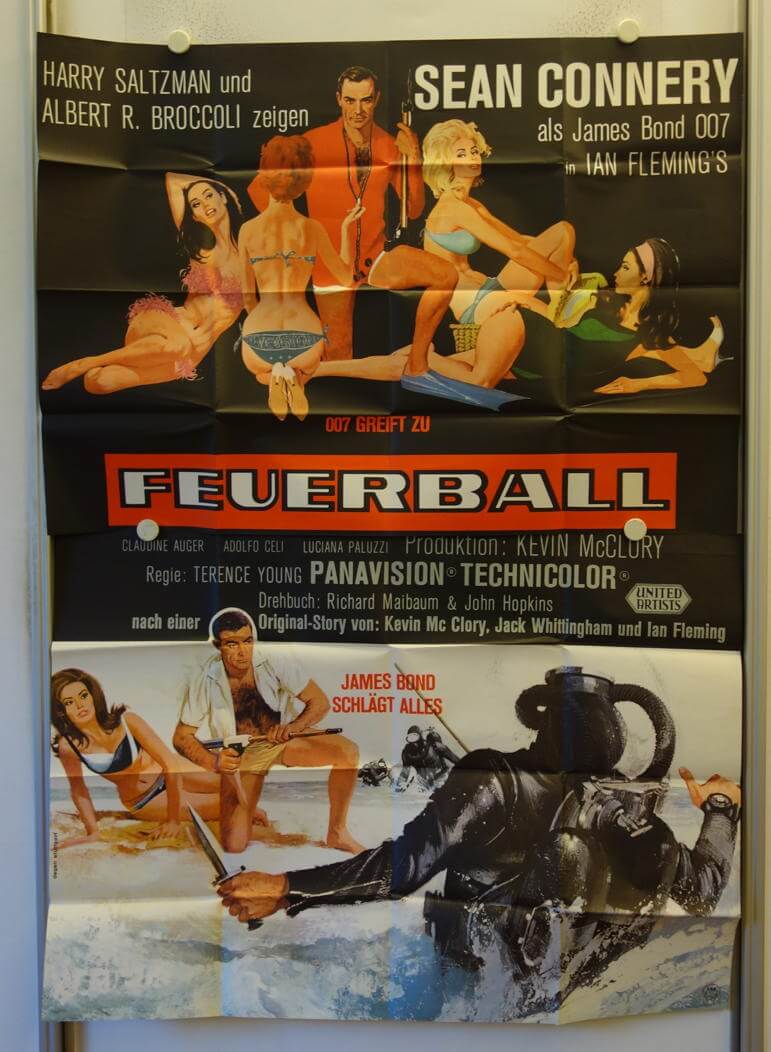 HARRY SALTZMAN und
ALBERT R. BROCCOLI zeigen
SEAN CONNERY
als James Bond 007
in IAN FLEMING'S
007 GREIFT ZU
FEUERBALL
CLAUDINE AUGER ADOLFO CELI LUCIANA PALUZZI Produktion: KEVIN McCLORY
Regie: TERENCE YOUNG PANAVISION® TECHNICOLOR®
Drehbuch: Richard Maibaum & John Hopkins
UNITED
ARTISTS
nach einer Original-Story von: Kevin Mc Clory, Jack Whittingham und Ian Fleming
JAMES BOND
SCHLÄGT ALLES